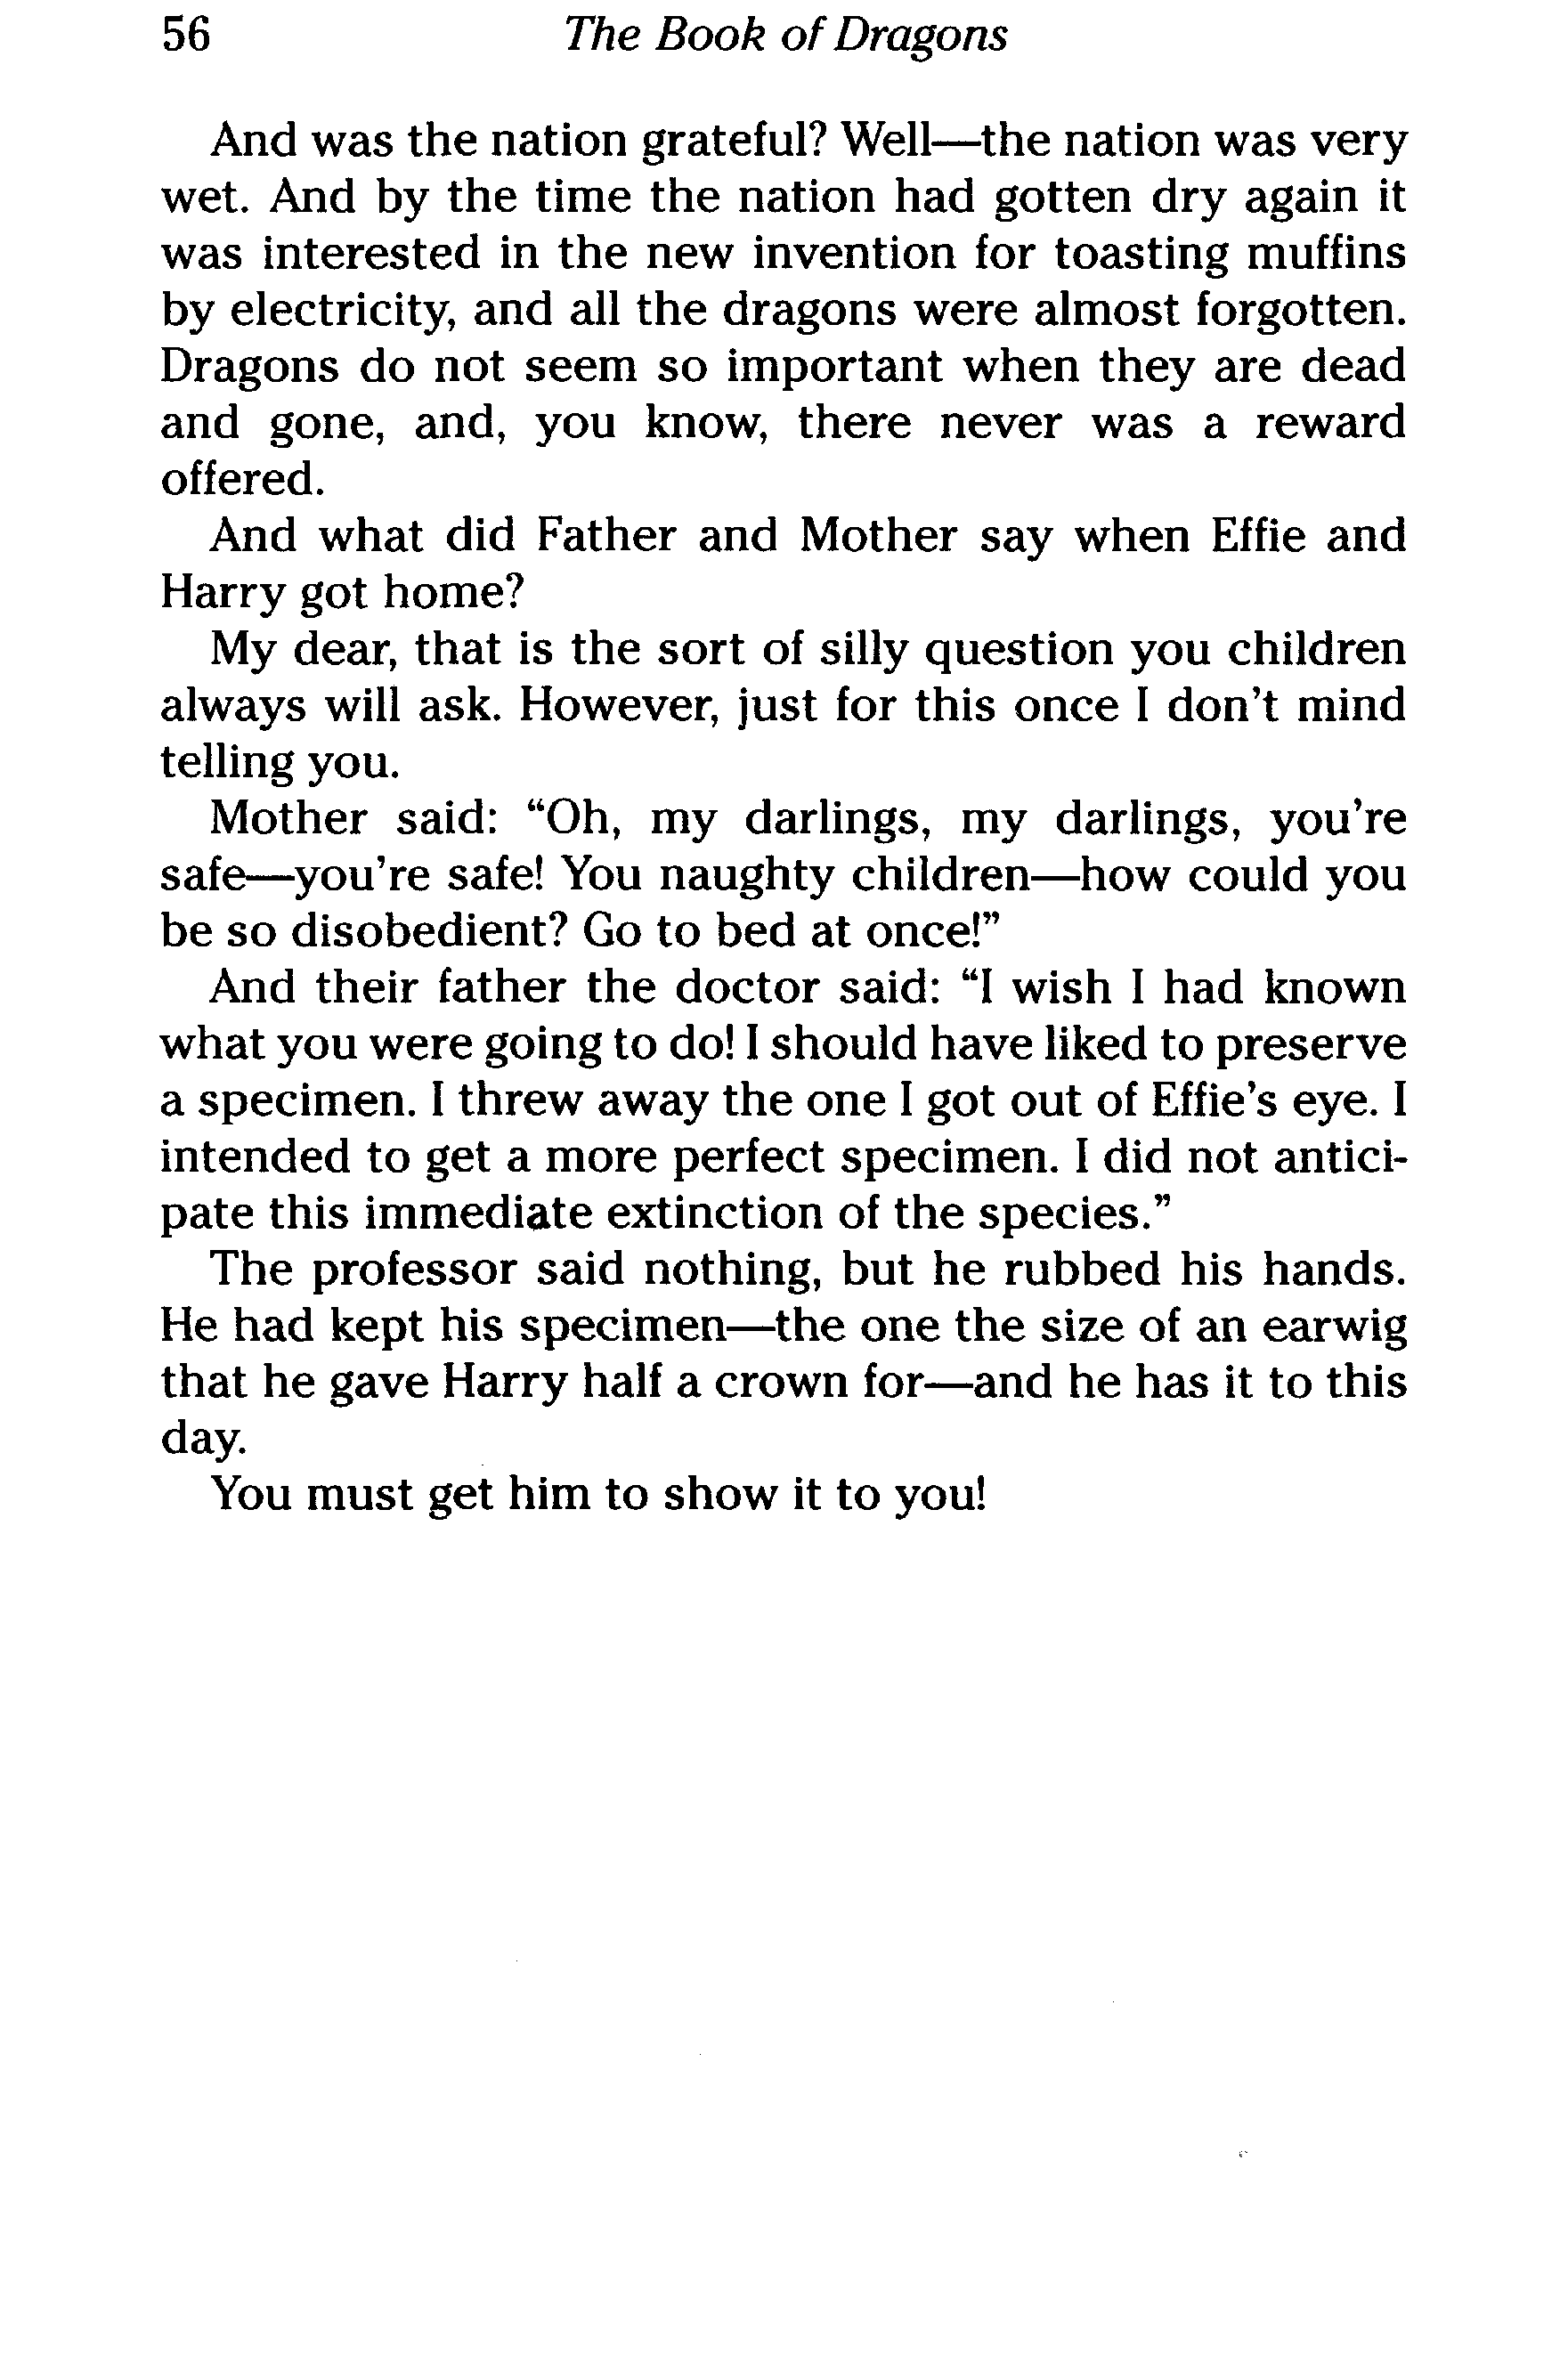 56 The Book of Dragons
And was the nation grateful? Well—the nation was very
wet. And by the time the nation had gotten dry again it
was interested in the new invention for toasting muffins
by electricity, and all the dragons were almost forgotten.
Dragons do not seem so important when they are dead
and gone, and, you know, there never was a reward
offered.
And what did Father and Mother say when Effie and
Harry got home?
My dear, that is the sort of silly question you children
always will ask. However, just for this once I don't mind
telling you.
Mother said: “Oh, my darlings, my darlings, you're
safe—you're safe! You naughty children—how could you
be so disobedient? Go to bed at once!”
And their father the doctor said: “I wish I had known
what you were going to do! I should have liked to preserve
a specimen. I threw away the one I got out of Effie's eye. I
intended to get a more perfect specimen. I did not antici-
pate this immediate extinction of the species.”
The professor said nothing, but he rubbed his hands.
He had kept his specimen—the one the size of an earwig
that he gave Harry half a crown for—and he has it to this
day.
You must get him to show it to you!